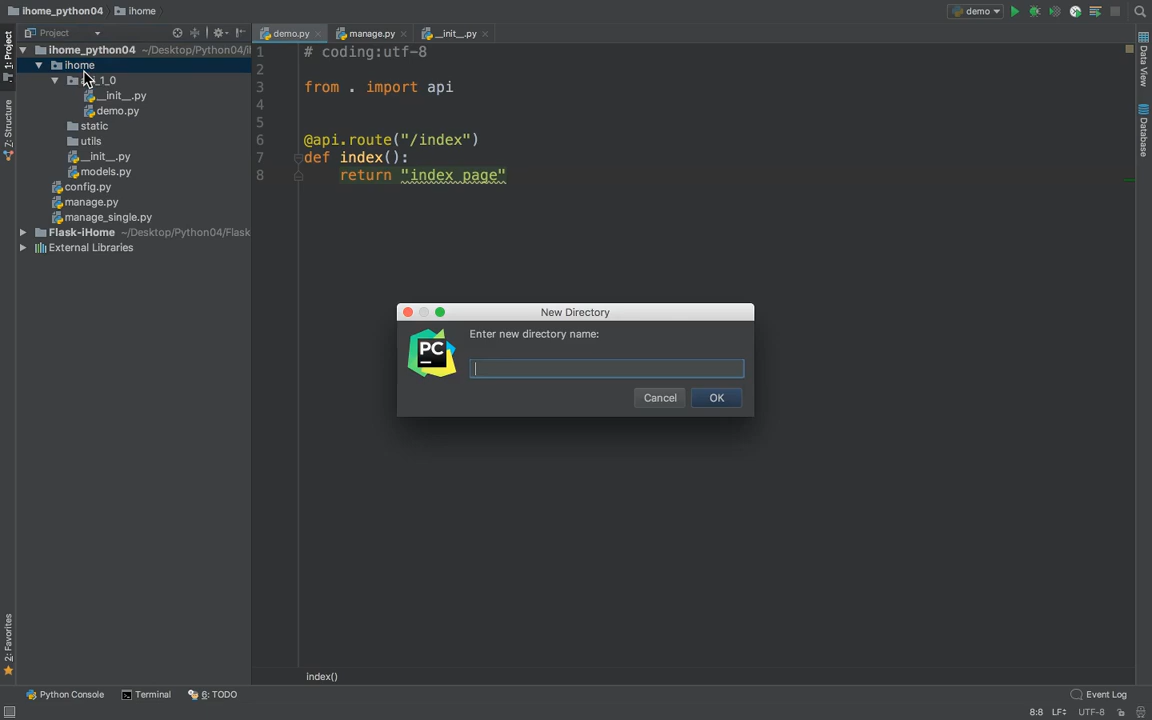 ihome_python04 ihome demo
Project demo.py manage.py __init__.py
1: Project
Z: Structure
2: Favorites
ihome_python04 ~/Desktop/Python04/i
ihome
_1_0
__init__.py
demo.py
static
utils
__init__.py
models.py
config.py
manage.py
manage_single.py
Flask-iHome ~/Desktop/Python04/Flask
External Libraries
1 # coding:utf-8
2
3 from . import api
4
5
6 @api.route("/index")
7 def index():
8 return "index page"
New Directory
Enter new directory name:
PC
Cancel OK
Data View
Database
index()
Python Console Terminal 6: TODO Event Log
8:8 LF UTF-8